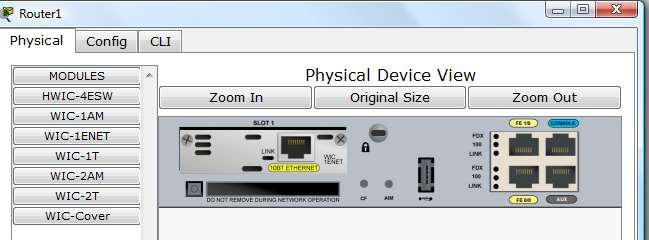 Router1
Physical Config CLI
MODULES
HWIC-4ESW
WIC-1AM
WIC-1ENET
WIC-1T
WIC-2AM
WIC-2T
WIC-Cover
Physical Device View
Zoom In Original Size Zoom Out
SLOT 1
LINK
WIC
1ENET
10BT ETHERNET
DO NOT REMOVE DURING NETWORK OPERATION
CF AIM
FE 1/0 CONSOLE
FDX
100
LINK
FDX
100
LINK
FE 0/0 AUX